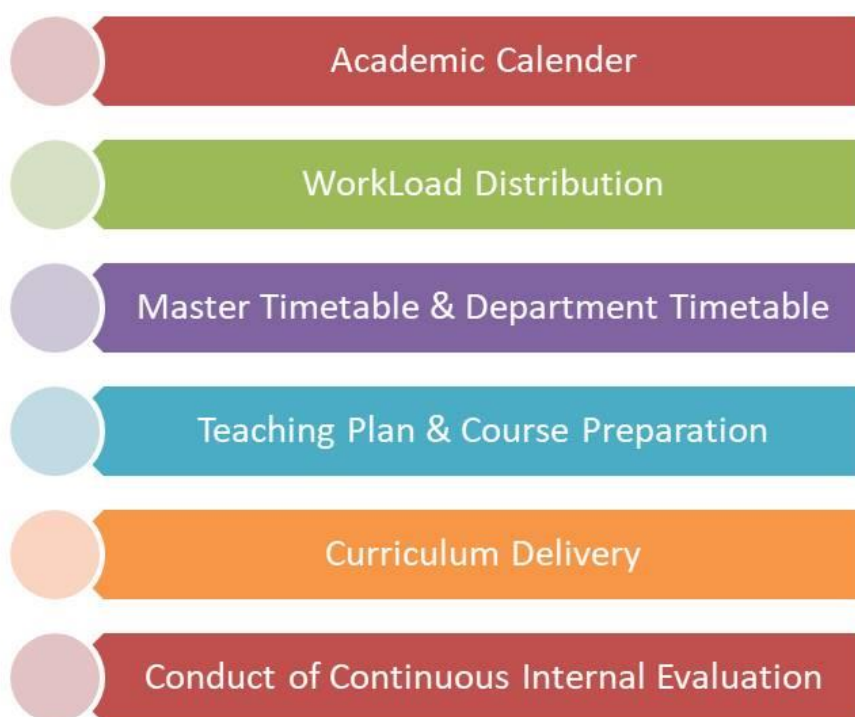 Academic Calender
WorkLoad Distribution
Master Timetable & Department Timetable
Teaching Plan & Course Preparation
Curriculum Delivery
Conduct of Continuous Internal Evaluation